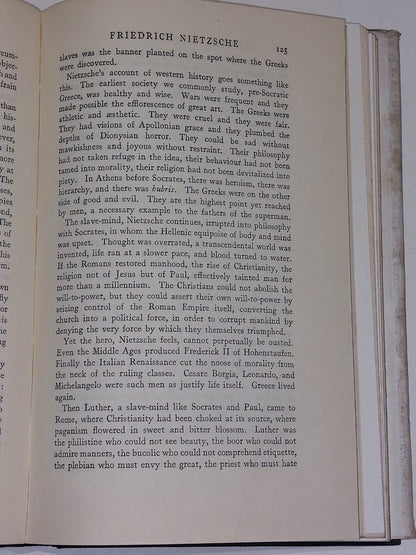 cum-
objec-
h and
efrain
than
his-
FRIEDRICH NIETZSCHE 125
slaves was the banner planted on the spot where the Greeks
were discovered.
Nietzsche's account of western history goes something like
this. The earliest society we commonly study, pre-Socratic
Greece, was healthy and wise. Wars were frequent and they
made possible the efflorescence of great art. The Greeks were
athletic and æsthetic. They were cruel and they were fair.
They had visions of Apollonian grace and they plumbed the
depths of Dionysian horror. They could be sad without
mawkishness and joyous without restraint. Their philosophy
had not taken refuge in the idea, their behaviour had not been
tamed into morality, their religion had not been devitalized into
piety. In Athens before Socrates, there was heroism, there was
hierarchy, and there was hubris. The Greeks were on the other
side of good and evil. They are the highest point yet reached
by men, a necessary example to the fathers of the superman.
The slave-mind, Nietzsche continues, irrupted into philosophy
with Socrates, in whom the Hellenic equipoise of body and mind
was upset. Thought was overrated, a transcendental world was
invented, life ran at a slower pace, and blood turned to water.
If the Romans restored manhood, the rise of Christianity, the
religion not of Jesus but of Paul, effectively tainted man for
more than a millennium. The Christians could not abolish the
will-to-power, but they could assert their own will-to-power by
seizing control of the Roman Empire itself, converting the
church into a political force, in order to corrupt mankind by
denying the very force by which they themselves triumphed.
Yet the hero, Nietzsche feels, cannot perpetually be ousted.
Even the Middle Ages produced Frederick II of Hohenstaufen.
Finally the Italian Renaissance cut the noose of morality from
the neck of the ruling classes. Cesare Borgia, Leonardo, and
Michelangelo were such men as justify life itself. Greece lived
again.
Then Luther, a slave-mind like Socrates and Paul, came to
Rome, where Christianity had been choked at its source, where
paganism flowered in sweet and bitter blossom. Luther was
the philistine who could not see beauty, the boor who could not
admire manners, the bucolic who could not comprehend etiquette,
the plebian who must envy the great, the priest who must hate